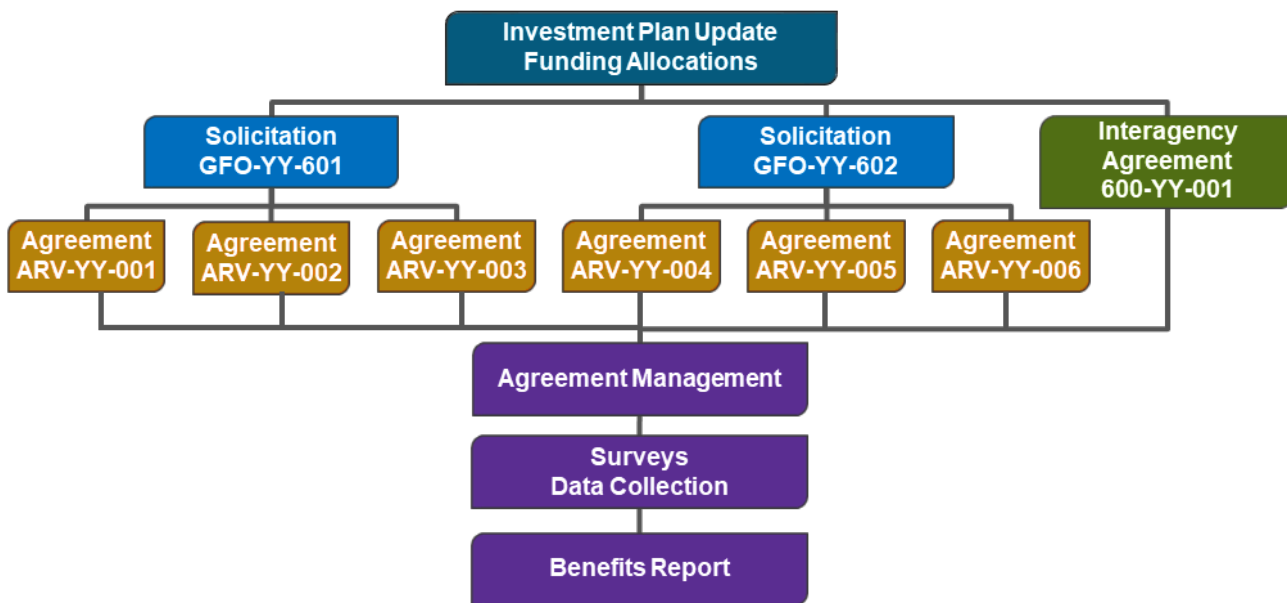 Investment Plan Update
Funding Allocations
Solicitation
GFO-YY-601
Solicitation
GFO-YY-602
Interagency
Agreement
600-YY-001
Agreement
ARV-YY-001
Agreement
ARV-YY-002
Agreement
ARV-YY-003
Agreement
ARV-YY-004
Agreement
ARV-YY-005
Agreement
ARV-YY-006
Agreement Management
Surveys
Data Collection
Benefits Report